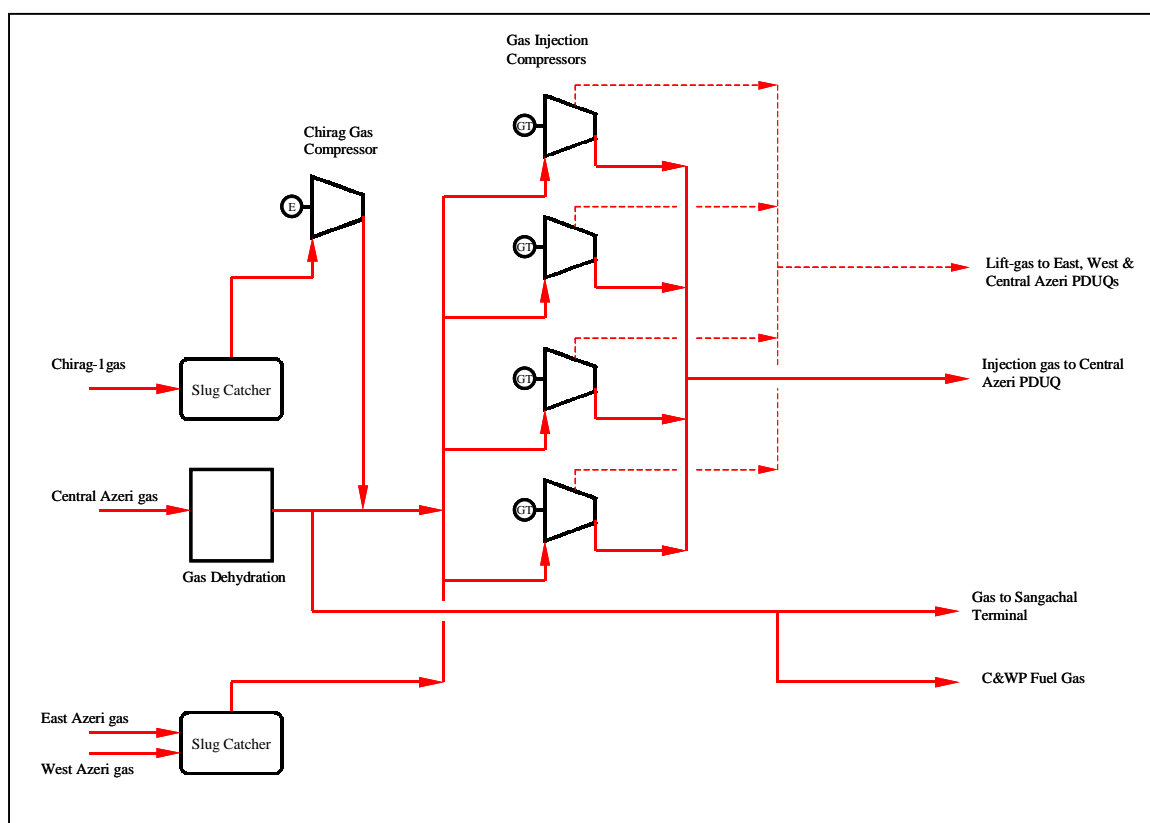 Gas Injection
Compressors
GT
Chirag Gas
Compressor
E
GT
Lift-gas to East, West &
Central Azeri PDUQs
Chirag-1gas
Slug Catcher
GT
Injection gas to Central
Azeri PDUQ
Central Azeri gas
GT
Gas Dehydration
Gas to Sangachal
Terminal
C&WP Fuel Gas
East Azeri gas
Slug Catcher
West Azeri gas